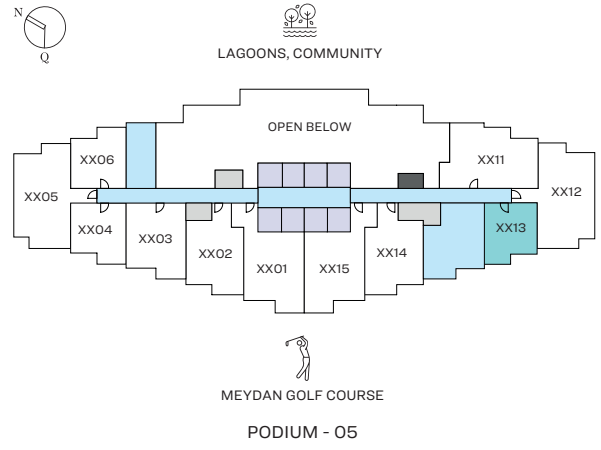 N
Q
LAGOONS, COMMUNITY
OPEN BELOW
XX06
XX11
XX05
XX12
XX04
XX03
XX02
XX01
XX15
XX14
XX13
MEYDAN GOLF COURSE
PODIUM - 05